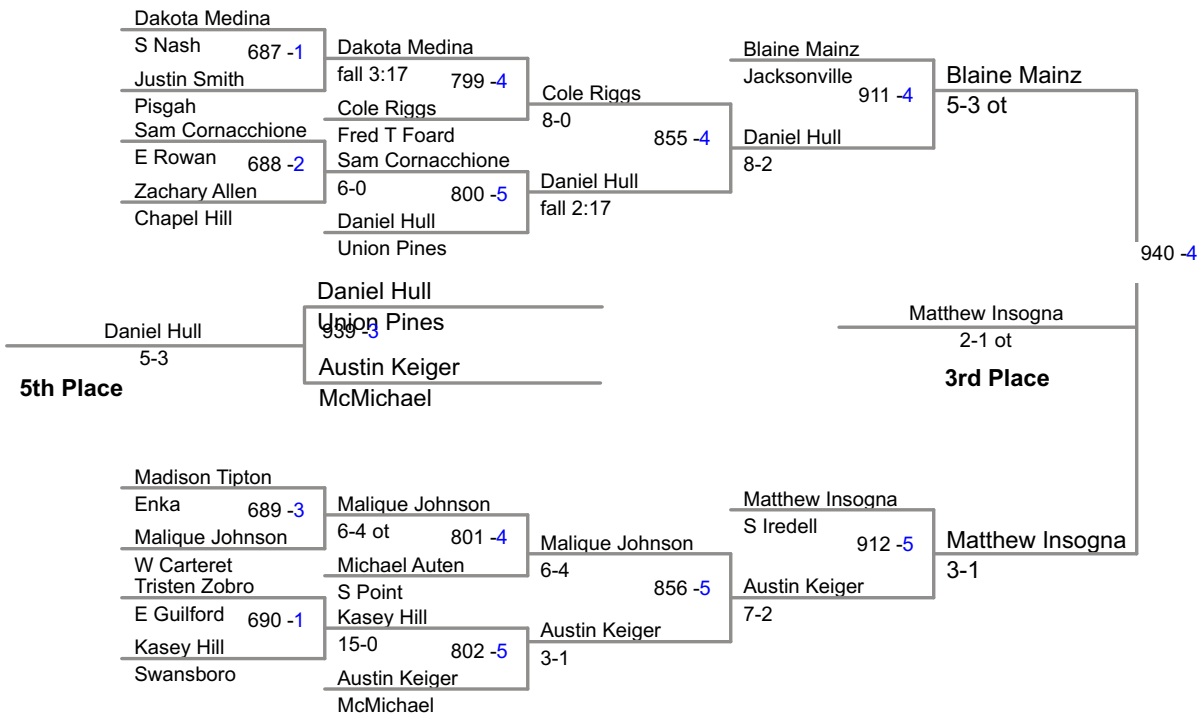 Dakota Medina
S Nash
687 -1
Justin Smith
Pisgah
Sam Cornacchione
E Rowan
688 -2
Zachary Allen
Chapel Hill
Dakota Medina
fall 3:17
799 -4
Cole Riggs
Fred T Foard
Sam Cornacchione
6-0
800 -5
Daniel Hull
Union Pines
Cole Riggs
8-0
855 -4
Daniel Hull
fall 2:17
Blaine Mainz
Jacksonville
911 -4
Daniel Hull
8-2
Blaine Mainz
5-3 ot
940 -4
Daniel Hull
Union Pines
939 -3
Austin Keiger
McMichael
Daniel Hull
5-3
5th Place
Matthew Insogna
2-1 ot
3rd Place
Madison Tipton
Enka
689 -3
Malique Johnson
W Carteret
Tristen Zobro
E Guilford
690 -1
Kasey Hill
Swansboro
Malique Johnson
6-4 ot
801 -4
Michael Auten
S Point
Kasey Hill
15-0
802 -5
Austin Keiger
McMichael
Malique Johnson
6-4
856 -5
Austin Keiger
3-1
Matthew Insogna
S Iredell
912 -5
Austin Keiger
7-2
Matthew Insogna
3-1